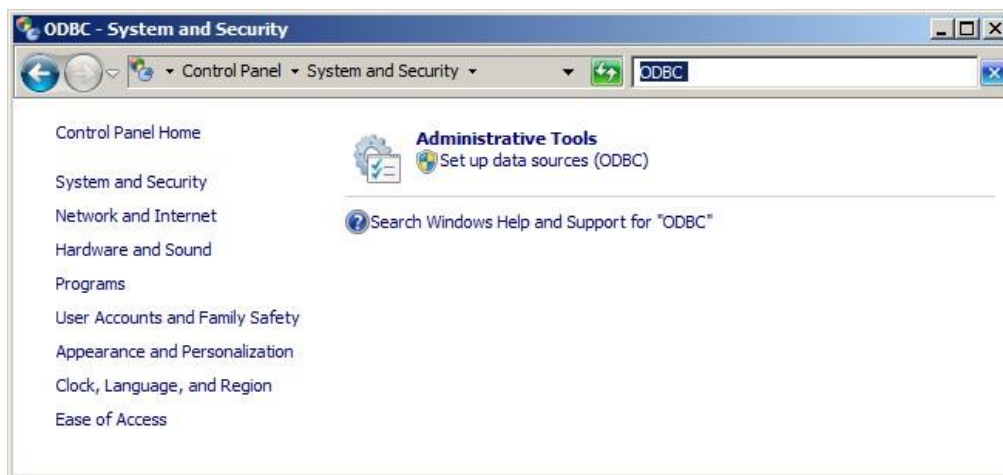 ODBC - System and Security
Control Panel System and Security ODBC
Control Panel Home
System and Security
Network and Internet
Hardware and Sound
Programs
User Accounts and Family Safety
Appearance and Personalization
Clock, Language, and Region
Ease of Access
Administrative Tools
Set up data sources (ODBC)
Search Windows Help and Support for "ODBC"